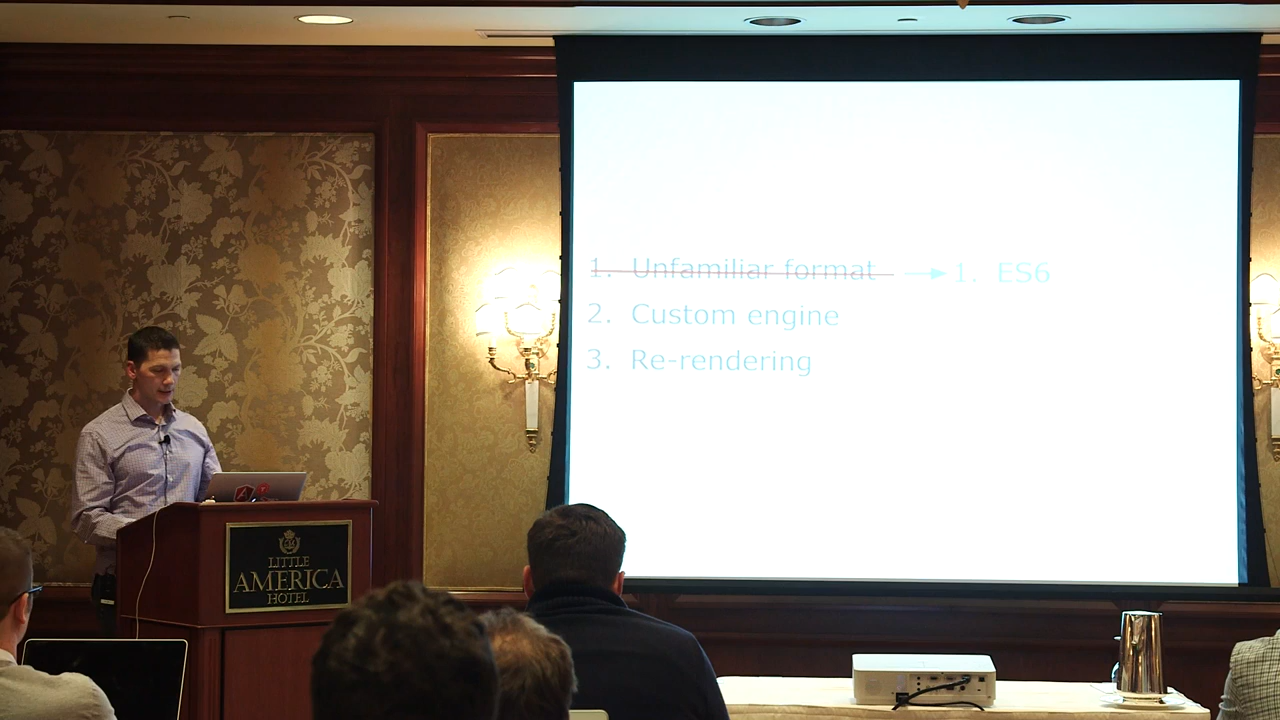 1. Unfamiliar format 1. ES6
2. Custom engine
3. Re-rendering
LITTLE
AMERICA
HOTEL